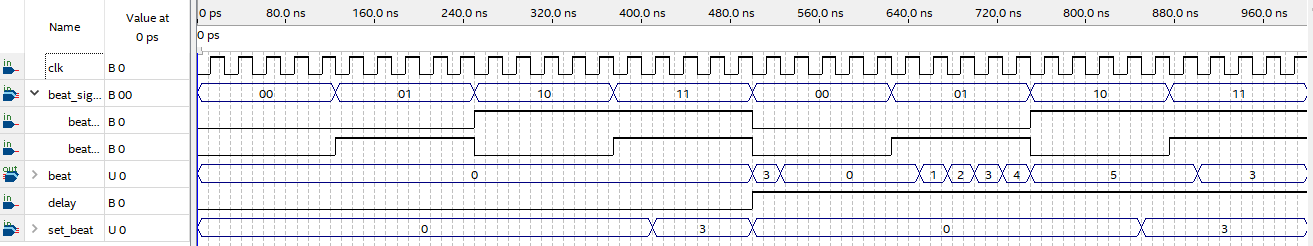 Name Value at 0 ps
0 ps 80.0 ns 160.0 ns 240.0 ns 320.0 ns 400.0 ns 480.0 ns 560.0 ns 640.0 ns 720.0 ns 800.0 ns 880.0 ns 960.0 ns
0 ps
in clk B 0
in beat_sig... B 00 00 01 10 11 00 01 10 11
in beat... B 0
in beat... B 0
out beat U 0 0 3 0 1 2 3 4 5 3
in delay B 0
in set_beat U 0 0 3 0 3